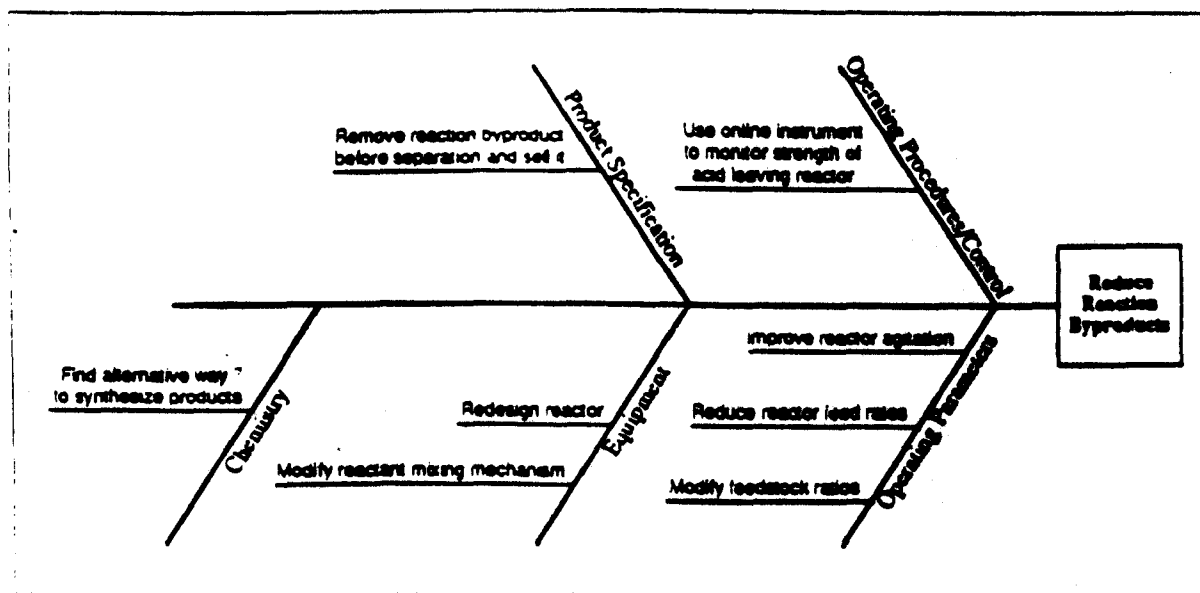 Product Specification
Remove reaction byproduct
before separation and sell it
Operating Procedures/Control
Use online instrument
to monitor strength of
acid leaving reactor
Reduce
Reaction
Byproducts
Chemistry
Find alternative way
to synthesize products
Equipment
Redesign reactor
Modify reactant mixing mechanism
Operating Parameters
Improve reactor agitation
Reduce reactor feed rates
Modify feedstock ratios